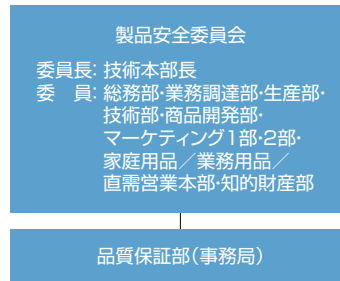 製品安全委員会
委員長: 技術本部長
委　員: 総務部・業務調達部・生産部・
技術部・商品開発部・
マーケティング1部・2部・
家庭用品／業務用品／
直需営業本部・知的財産部
品質保証部(事務局)